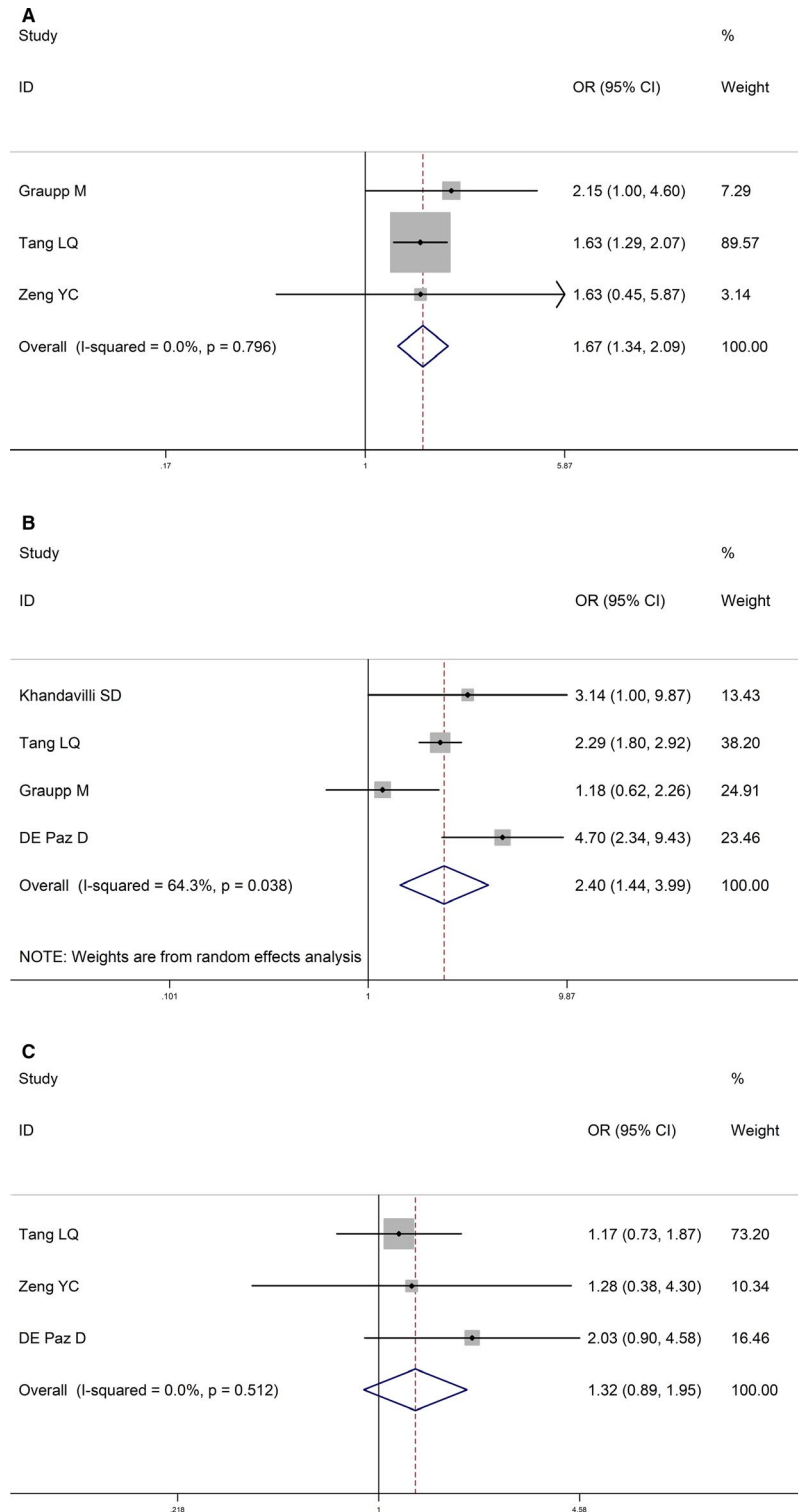 A
Study %
ID OR (95% CI) Weight
Graupp M 2.15 (1.00, 4.60) 7.29
Tang LQ 1.63 (1.29, 2.07) 89.57
Zeng YC 1.63 (0.45, 5.87) 3.14
Overall (I-squared = 0.0%, p = 0.796) 1.67 (1.34, 2.09) 100.00
.17 1 5.87
B
Study %
ID OR (95% CI) Weight
Khandavilli SD 3.14 (1.00, 9.87) 13.43
Tang LQ 2.29 (1.80, 2.92) 38.20
Graupp M 1.18 (0.62, 2.26) 24.91
DE Paz D 4.70 (2.34, 9.43) 23.46
Overall (I-squared = 64.3%, p = 0.038) 2.40 (1.44, 3.99) 100.00
NOTE: Weights are from random effects analysis
.101 1 9.87
C
Study %
ID OR (95% CI) Weight
Tang LQ 1.17 (0.73, 1.87) 73.20
Zeng YC 1.28 (0.38, 4.30) 10.34
DE Paz D 2.03 (0.90, 4.58) 16.46
Overall (I-squared = 0.0%, p = 0.512) 1.32 (0.89, 1.95) 100.00
.218 1 4.58